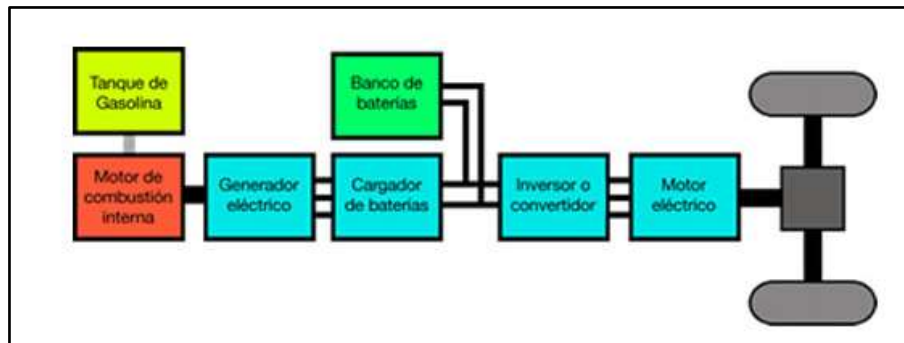 Tanque de
Gasolina
Banco de
baterías
Motor de
combustión
interna
Generador
eléctrico
Cargador
de baterías
Inversor o
convertidor
Motor
eléctrico